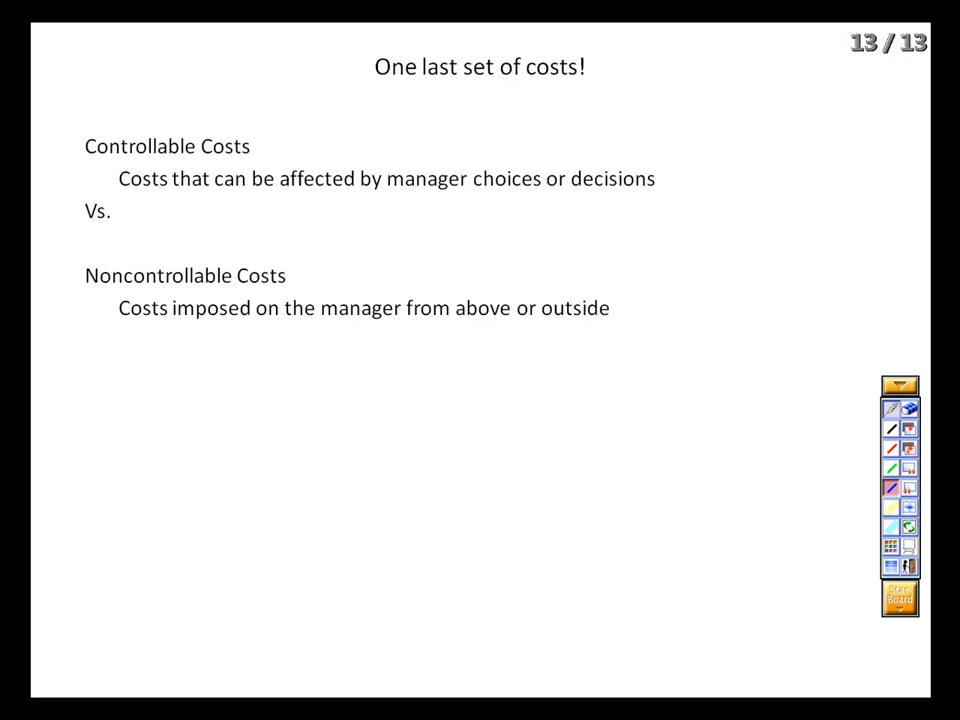 13 / 13
One last set of costs!
Controllable Costs
Costs that can be affected by manager choices or decisions
Vs.
Noncontrollable Costs
Costs imposed on the manager from above or outside
Star
Board